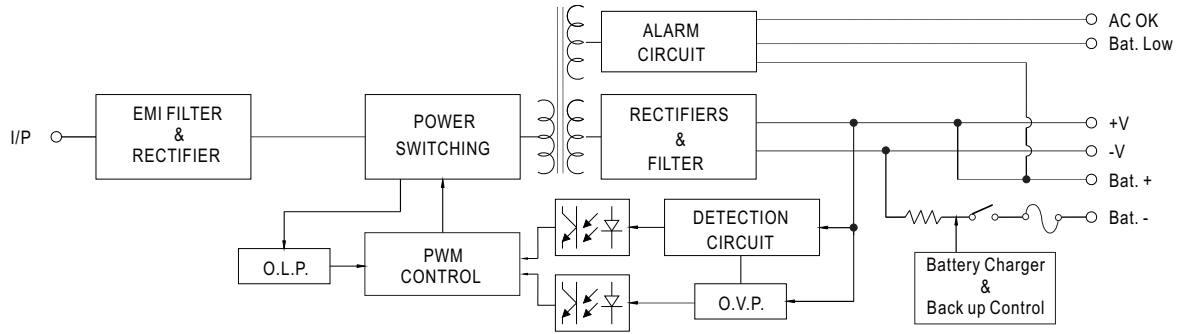 AC OK
ALARM
CIRCUIT
Bat. Low
EMI FILTER
&
RECTIFIER
POWER
SWITCHING
RECTIFIERS
&
FILTER
I/P
+V
-V
Bat. +
DETECTION
CIRCUIT
Bat. -
O.L.P.
PWM
CONTROL
O.V.P.
Battery Charger
&
Back up Control